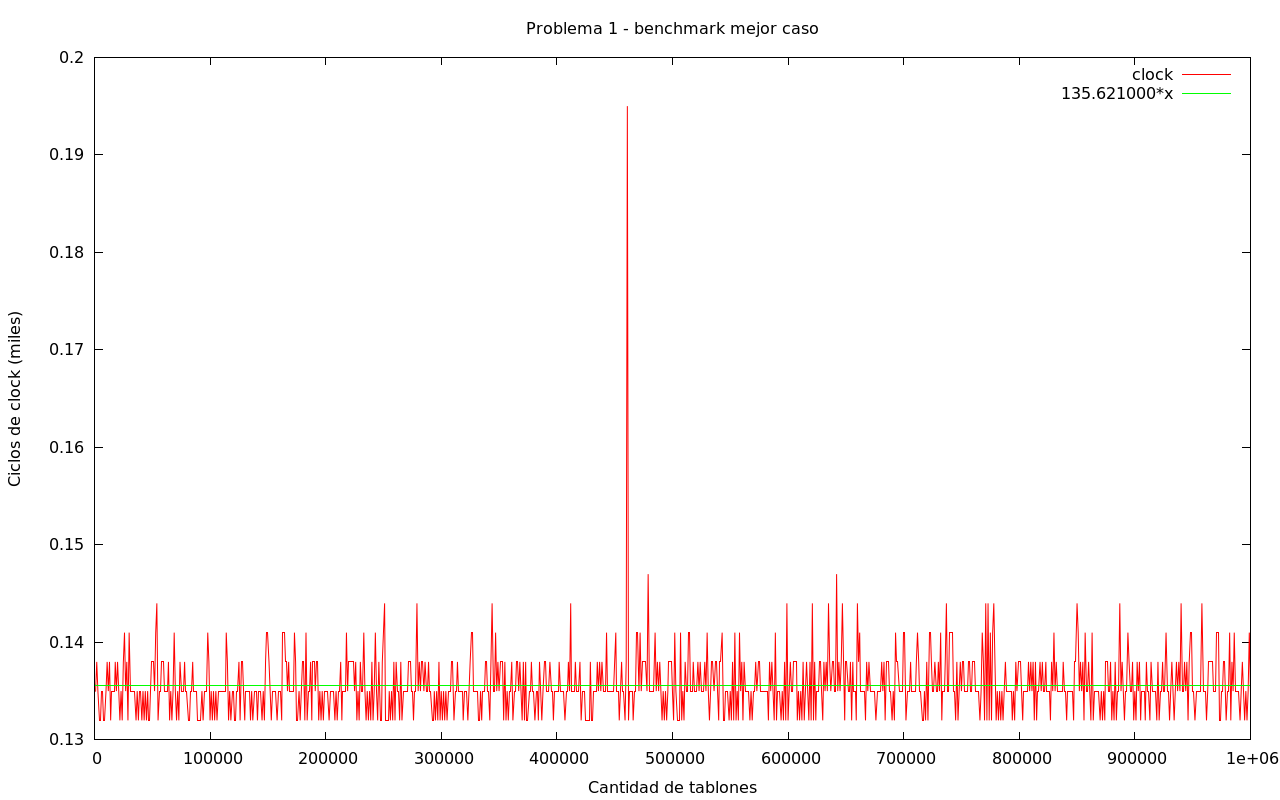 Problema 1 - benchmark mejor caso
clock
135.621000*x
0.2
0.19
0.18
0.17
0.16
0.15
0.14
0.13
Ciclos de clock (miles)
0 100000 200000 300000 400000 500000 600000 700000 800000 900000 1e+06
Cantidad de tablones